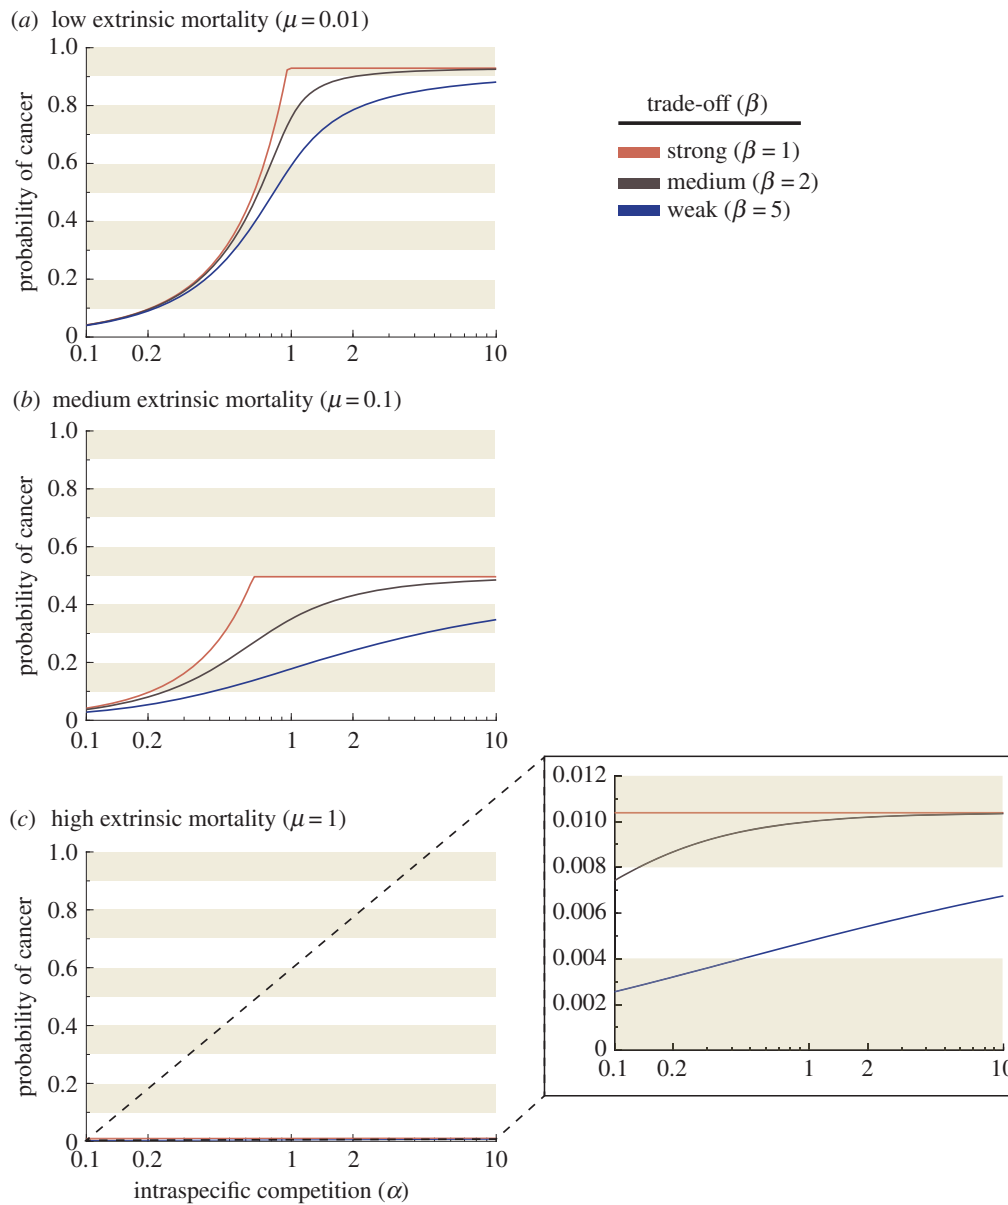 (a) low extrinsic mortality (μ = 0.01)
1.0
0.8
0.6
0.4
0.2
0
probability of cancer
0.1 0.2 1 2 10
trade-off (β)
strong (β = 1)
medium (β = 2)
weak (β = 5)
(b) medium extrinsic mortality (μ = 0.1)
1.0
0.8
0.6
0.4
0.2
0
probability of cancer
0.1 0.2 1 2 10
(c) high extrinsic mortality (μ = 1)
1.0
0.8
0.6
0.4
0.2
0
probability of cancer
0.1 0.2 1 2 10
intraspecific competition (α)
0.012
0.010
0.008
0.006
0.004
0.002
0
0.1 0.2 1 2 10